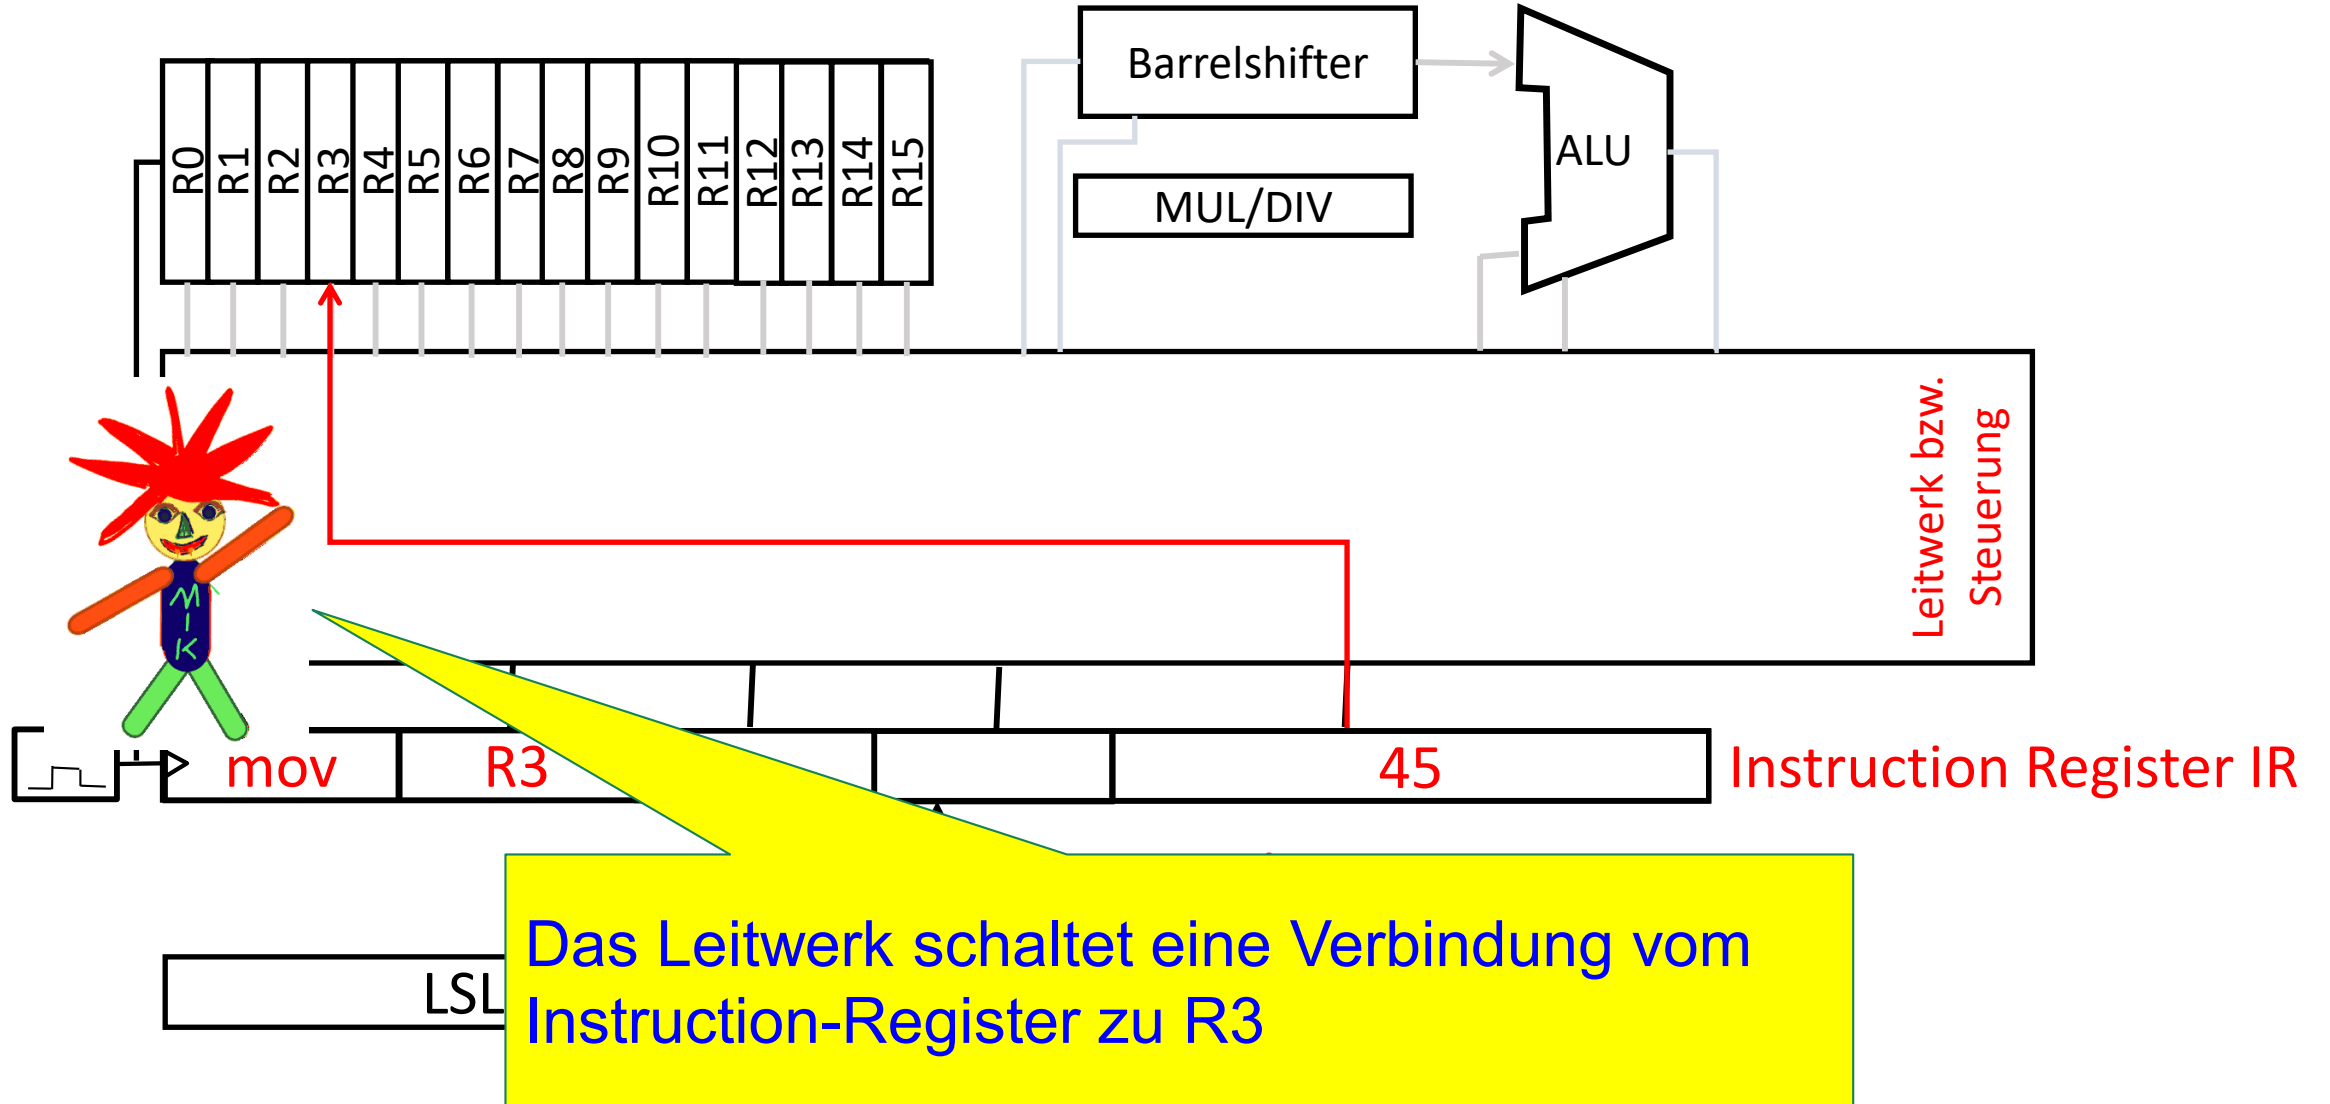 R0 R1 R2 R3 R4 R5 R6 R7 R8 R9 R10 R11 R12 R13 R14 R15
Barrelshifter
MUL/DIV
ALU
Leitwerk bzw.
Steuerung
MIK
mov R3 45 Instruction Register IR
LSL
Das Leitwerk schaltet eine Verbindung vom
Instruction-Register zu R3